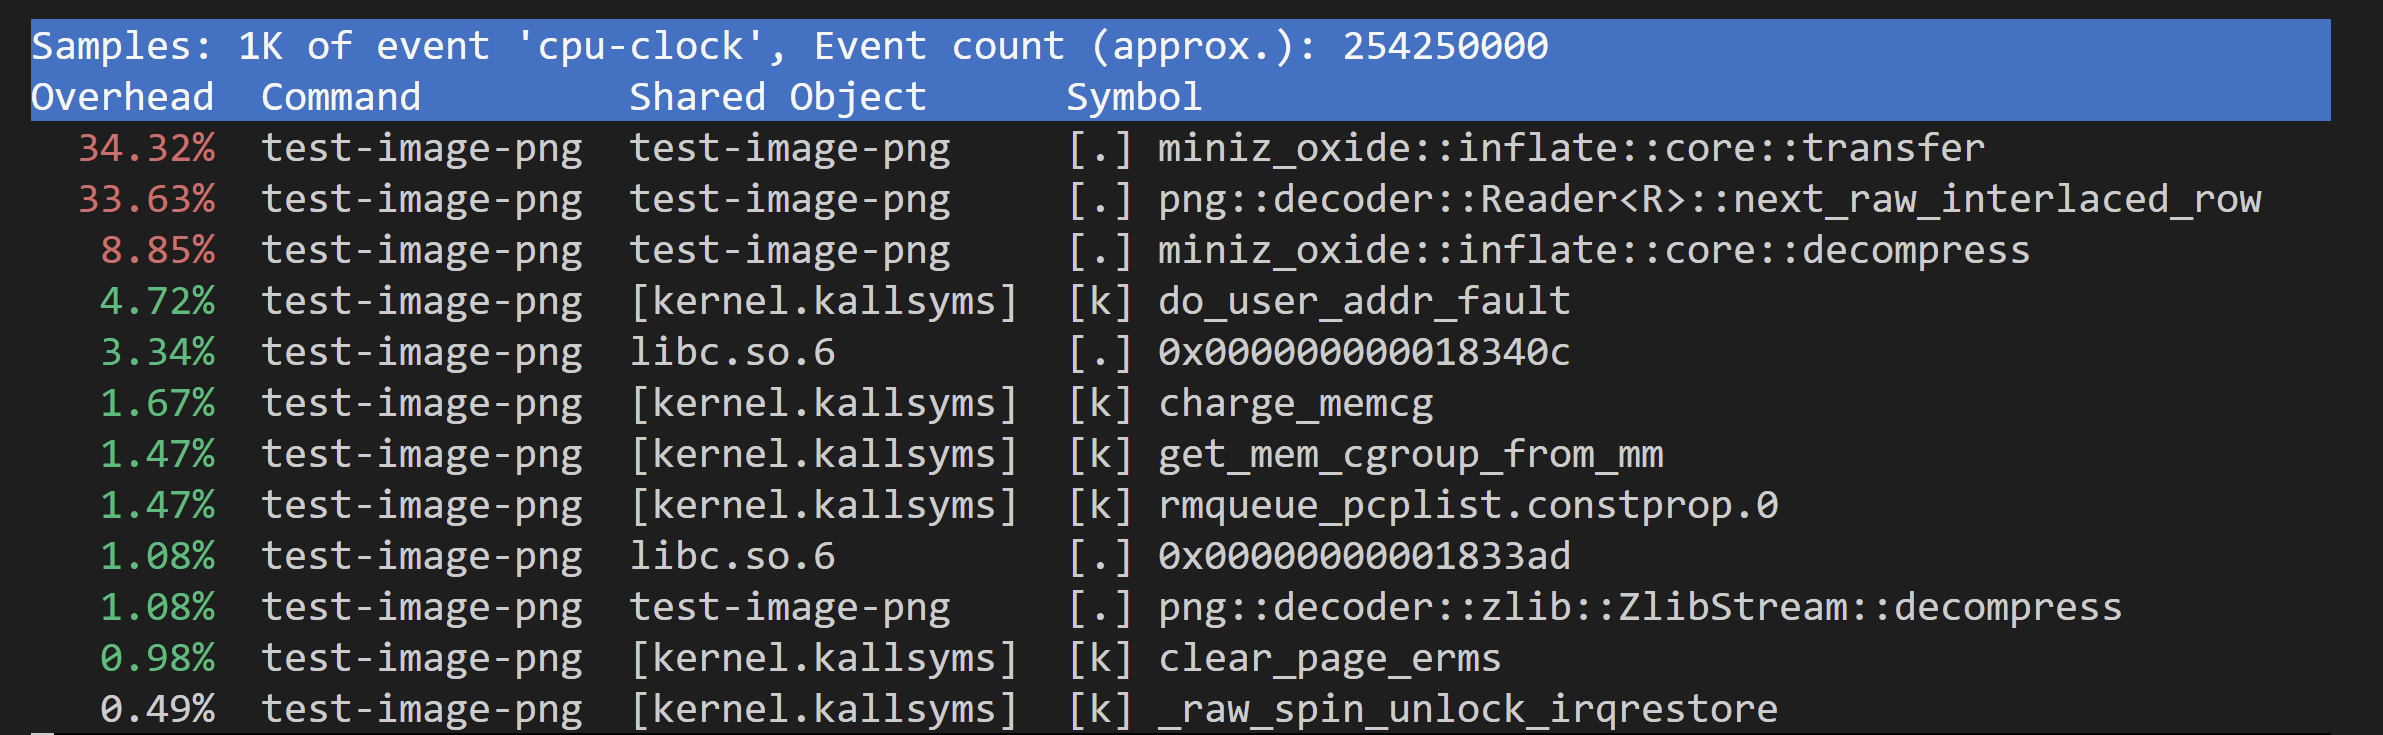 Samples: 1K of event 'cpu-clock', Event count (approx.): 254250000
Overhead  Command         Shared Object      Symbol
34.32%  test-image-png  test-image-png     [.] miniz_oxide::inflate::core::transfer
33.63%  test-image-png  test-image-png     [.] png::decoder::Reader<R>::next_raw_interlaced_row
8.85%  test-image-png  test-image-png     [.] miniz_oxide::inflate::core::decompress
4.72%  test-image-png  [kernel.kallsyms]  [k] do_user_addr_fault
3.34%  test-image-png  libc.so.6          [.] 0x000000000018340c
1.67%  test-image-png  [kernel.kallsyms]  [k] charge_memcg
1.47%  test-image-png  [kernel.kallsyms]  [k] get_mem_cgroup_from_mm
1.47%  test-image-png  [kernel.kallsyms]  [k] rmqueue_pcplist.constprop.0
1.08%  test-image-png  libc.so.6          [.] 0x00000000001833ad
1.08%  test-image-png  test-image-png     [.] png::decoder::zlib::ZlibStream::decompress
0.98%  test-image-png  [kernel.kallsyms]  [k] clear_page_erms
0.49%  test-image-png  [kernel.kallsyms]  [k] _raw_spin_unlock_irqrestore